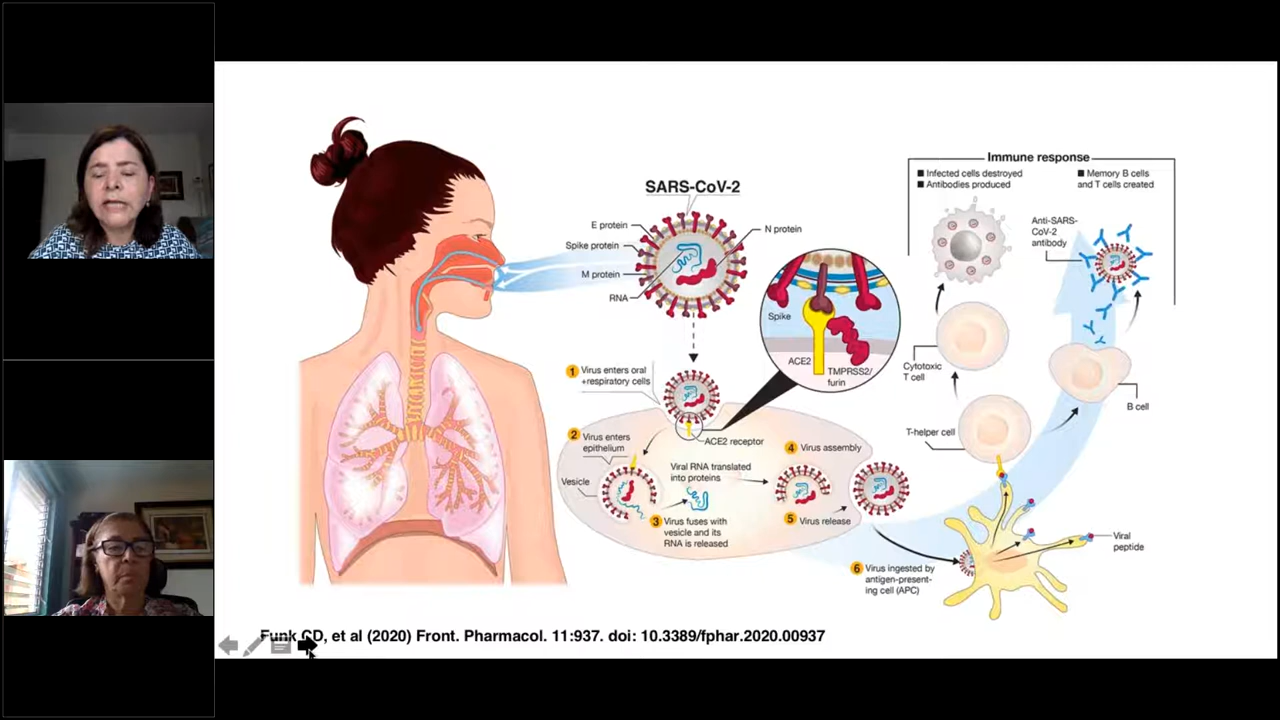 SARS-CoV-2
E protein
Spike protein
M protein
RNA
N protein
Spike
ACE2
TMPRSS2/
furin
1 Virus enters oral
+respiratory cells
ACE2 receptor
2 Virus enters
epithelium
Vesicle
Viral RNA translated
into proteins
3 Virus fuses with
vesicle and its
RNA is released
4 Virus assembly
5 Virus release
6 Virus ingested by
antigen-present-
ing cell (APC)
Viral
peptide
T-helper cell
Cytotoxic
T cell
B cell
Immune response
Infected cells destroyed
Antibodies produced
Memory B cells
and T cells created
Anti-SARS-
CoV-2
antibody
Funk CD, et al (2020) Front. Pharmacol. 11:937. doi: 10.3389/fphar.2020.00937